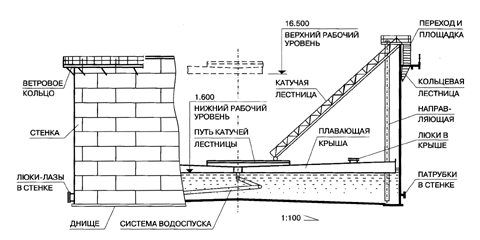 16.500
ВЕРХНИЙ РАБОЧИЙ
УРОВЕНЬ
ПЕРЕХОД И
ПЛОЩАДКА
ВЕТРОВОЕ
КОЛЬЦО
КАТУЧАЯ
ЛЕСТНИЦА
КОЛЬЦЕВАЯ
ЛЕСТНИЦА
1.600
НИЖНИЙ РАБОЧИЙ
УРОВЕНЬ
НАПРАВ-
ЛЯЮЩАЯ
СТЕНКА
ПУТЬ КАТУЧЕЙ
ЛЕСТНИЦЫ
ПЛАВАЮЩАЯ
КРЫША
ЛЮКИ В
КРЫШЕ
ЛЮКИ-ЛАЗЫ
В СТЕНКЕ
ПАТРУБКИ
В СТЕНКЕ
ДНИЩЕ
СИСТЕМА ВОДОСПУСКА
1:100